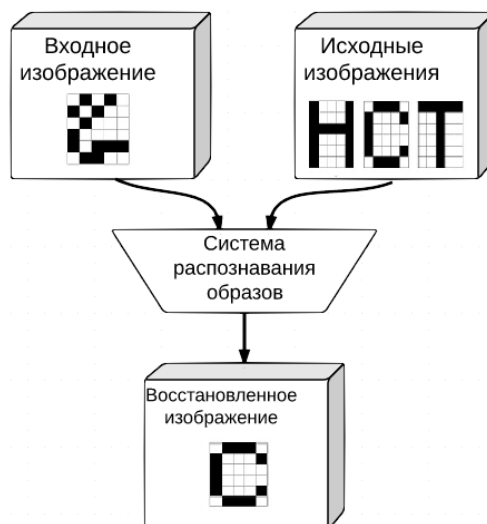 Входное
изображение
Исходные
изображения
Н С Т
Система
распознавания
образов
Восстановленное
изображение
С